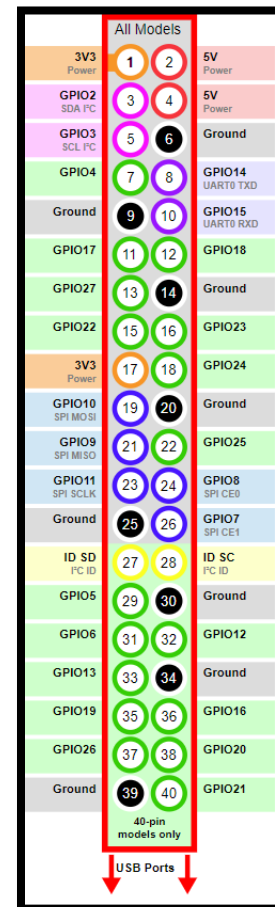 All Models
3V3 1 2 5V
Power Power
GPIO2 3 4 5V
SDA I²C Power
GPIO3 5 6 Ground
SCL I²C
GPIO4 7 8 GPIO14
UART0 TXD
Ground 9 10 GPIO15
UART0 RXD
GPIO17 11 12 GPIO18
GPIO27 13 14 Ground
GPIO22 15 16 GPIO23
3V3 17 18 GPIO24
Power
GPIO10 19 20 Ground
SPI MOSI
GPIO9 21 22 GPIO25
SPI MISO
GPIO11 23 24 GPIO8
SPI SCLK SPI CE0
Ground 25 26 GPIO7
SPI CE1
ID SD 27 28 ID SC
I²C ID I²C ID
GPIO5 29 30 Ground
GPIO6 31 32 GPIO12
GPIO13 33 34 Ground
GPIO19 35 36 GPIO16
GPIO26 37 38 GPIO20
Ground 39 40 GPIO21
40-pin
models only
USB Ports